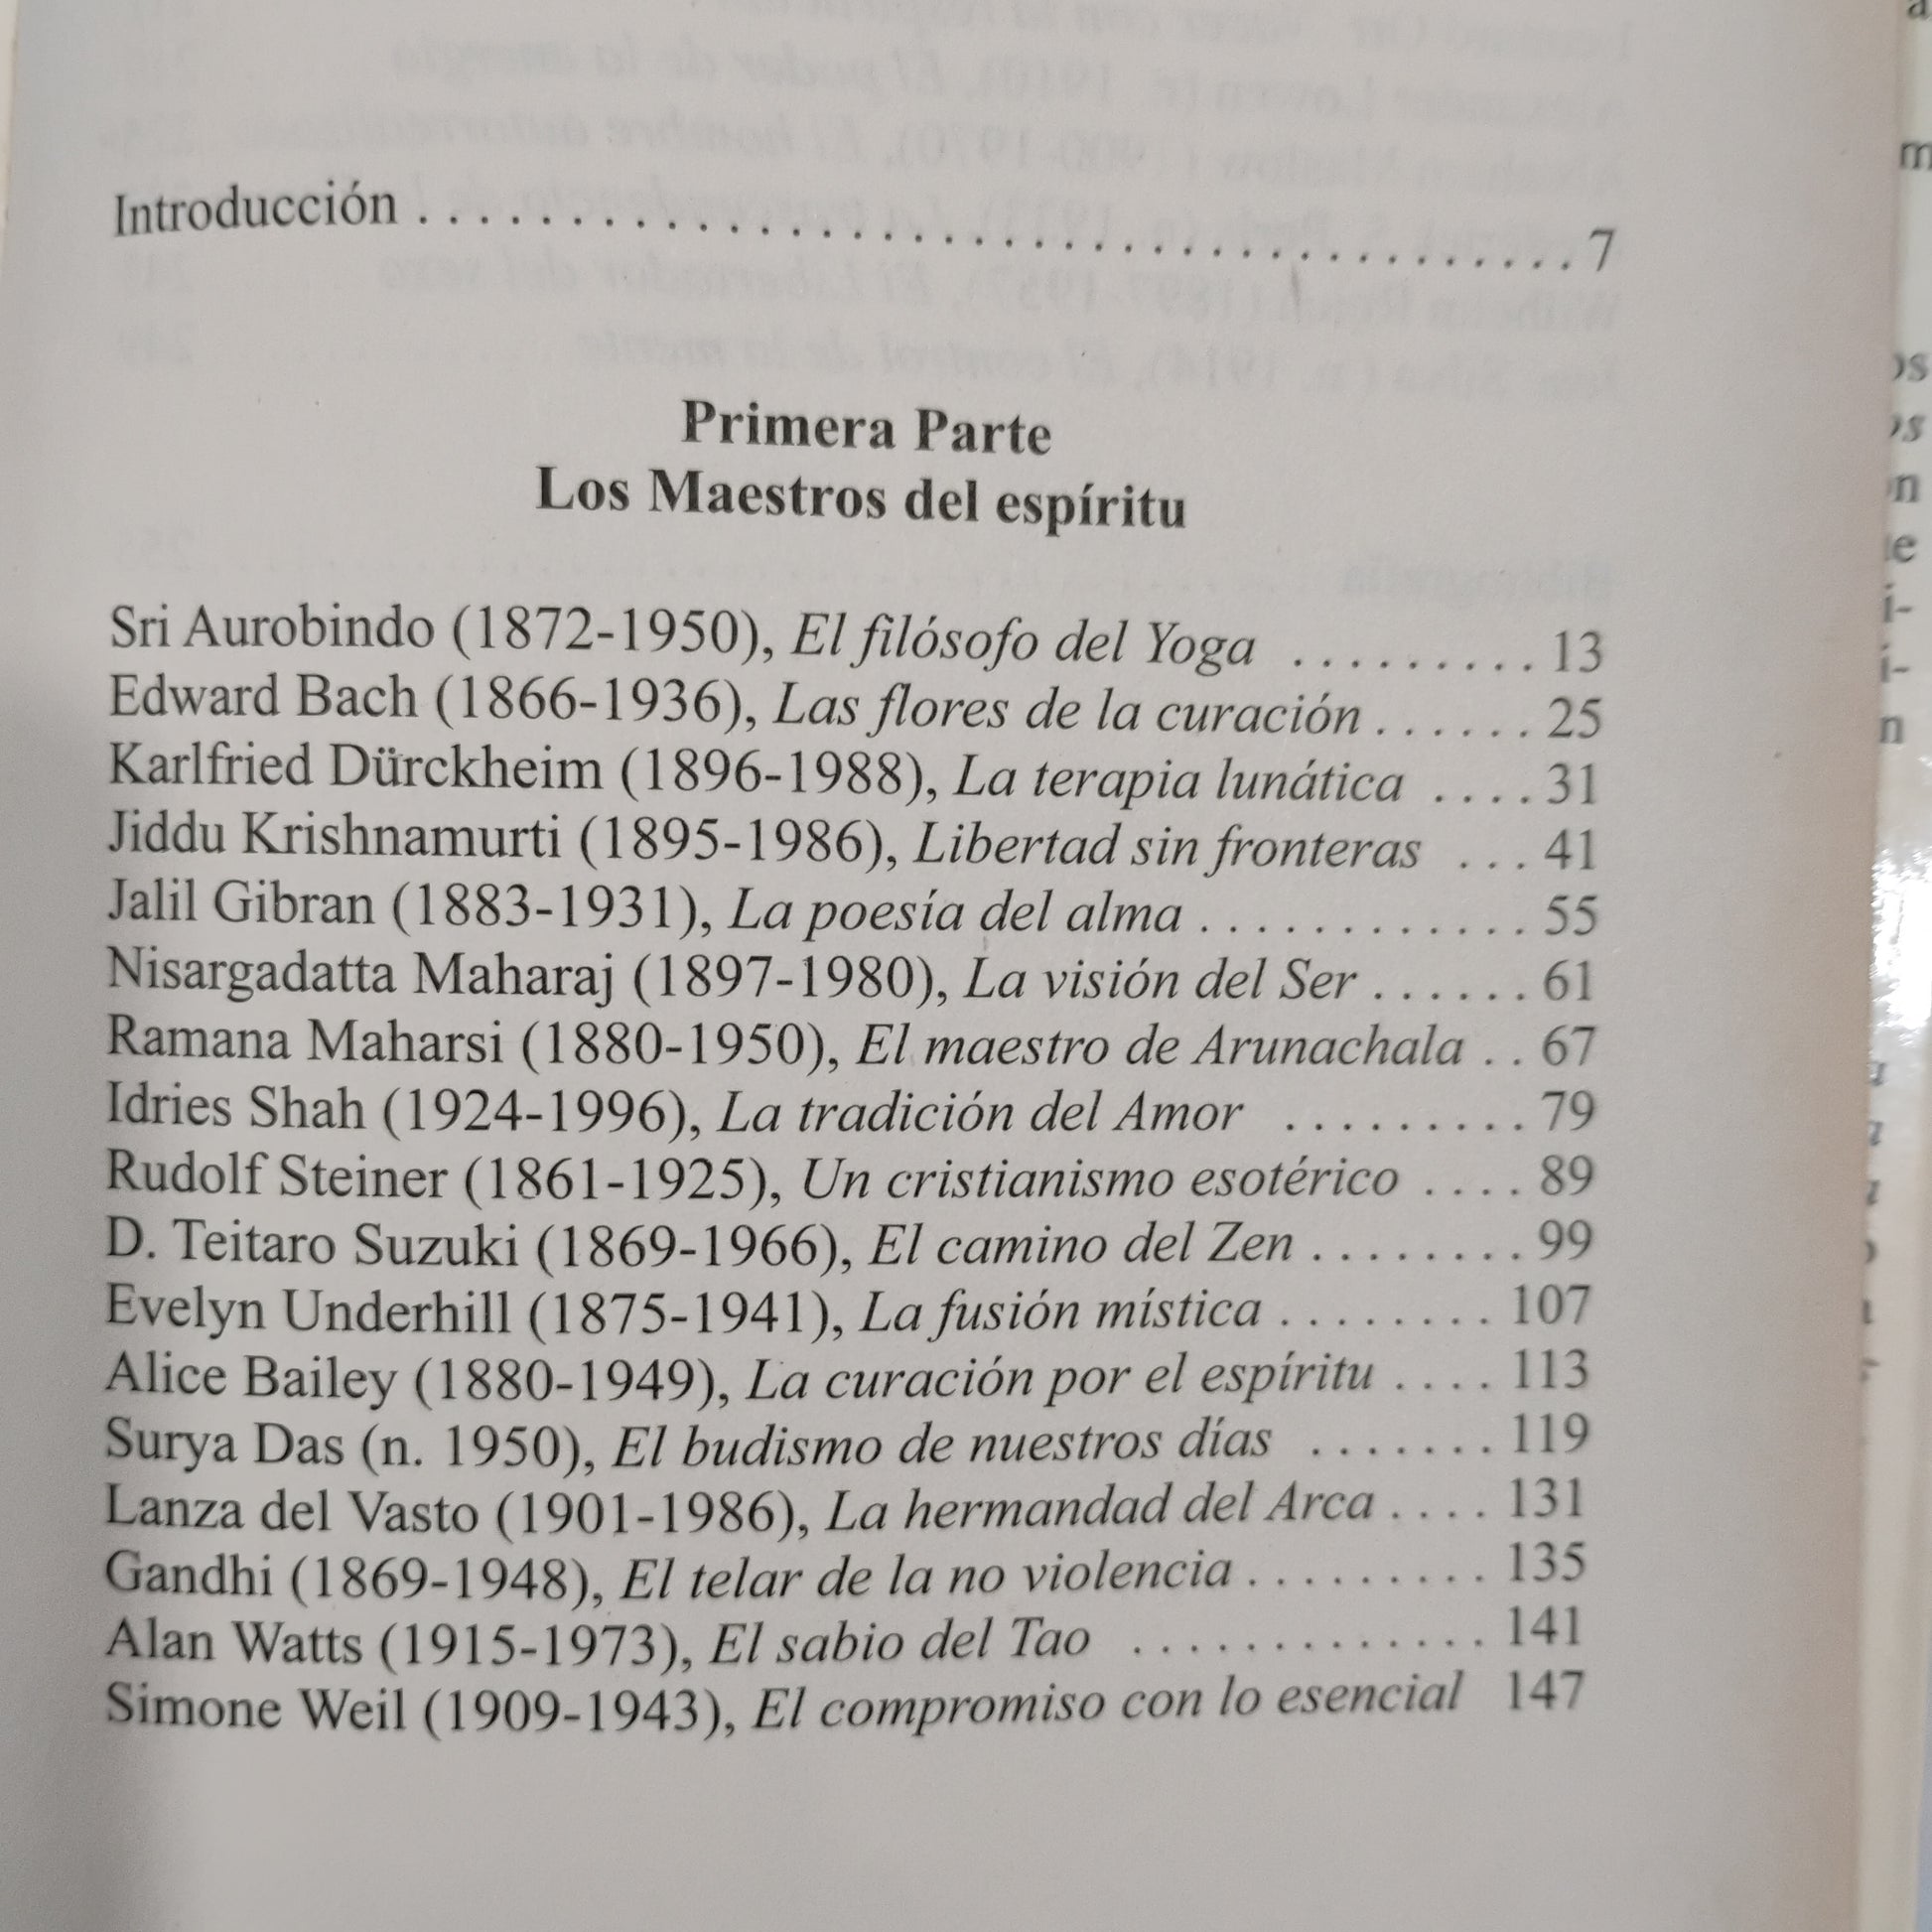 Introducción . . . . . . . . . . . . . . . . . . . . . . . . . . . . . . . . . . . . . . . 7
Primera Parte
Los Maestros del espíritu
Sri Aurobindo (1872-1950), El filósofo del Yoga . . . . . . . . . 13
Edward Bach (1866-1936), Las flores de la curación . . . . . . 25
Karlfried Dürckheim (1896-1988), La terapia lunática . . . . 31
Jiddu Krishnamurti (1895-1986), Libertad sin fronteras . . . 41
Jalil Gibran (1883-1931), La poesía del alma . . . . . . . . . . . . 55
Nisargadatta Maharaj (1897-1980), La visión del Ser . . . . . . 61
Ramana Maharsi (1880-1950), El maestro de Arunachala . . 67
Idries Shah (1924-1996), La tradición del Amor . . . . . . . . . 79
Rudolf Steiner (1861-1925), Un cristianismo esotérico . . . . 89
D. Teitaro Suzuki (1869-1966), El camino del Zen . . . . . . . . 99
Evelyn Underhill (1875-1941), La fusión mística . . . . . . . . 107
Alice Bailey (1880-1949), La curación por el espíritu . . . . 113
Surya Das (n. 1950), El budismo de nuestros días . . . . . . . 119
Lanza del Vasto (1901-1986), La hermandad del Arca . . . . 131
Gandhi (1869-1948), El telar de la no violencia . . . . . . . . . 135
Alan Watts (1915-1973), El sabio del Tao . . . . . . . . . . . . . 141
Simone Weil (1909-1943), El compromiso con lo esencial 147